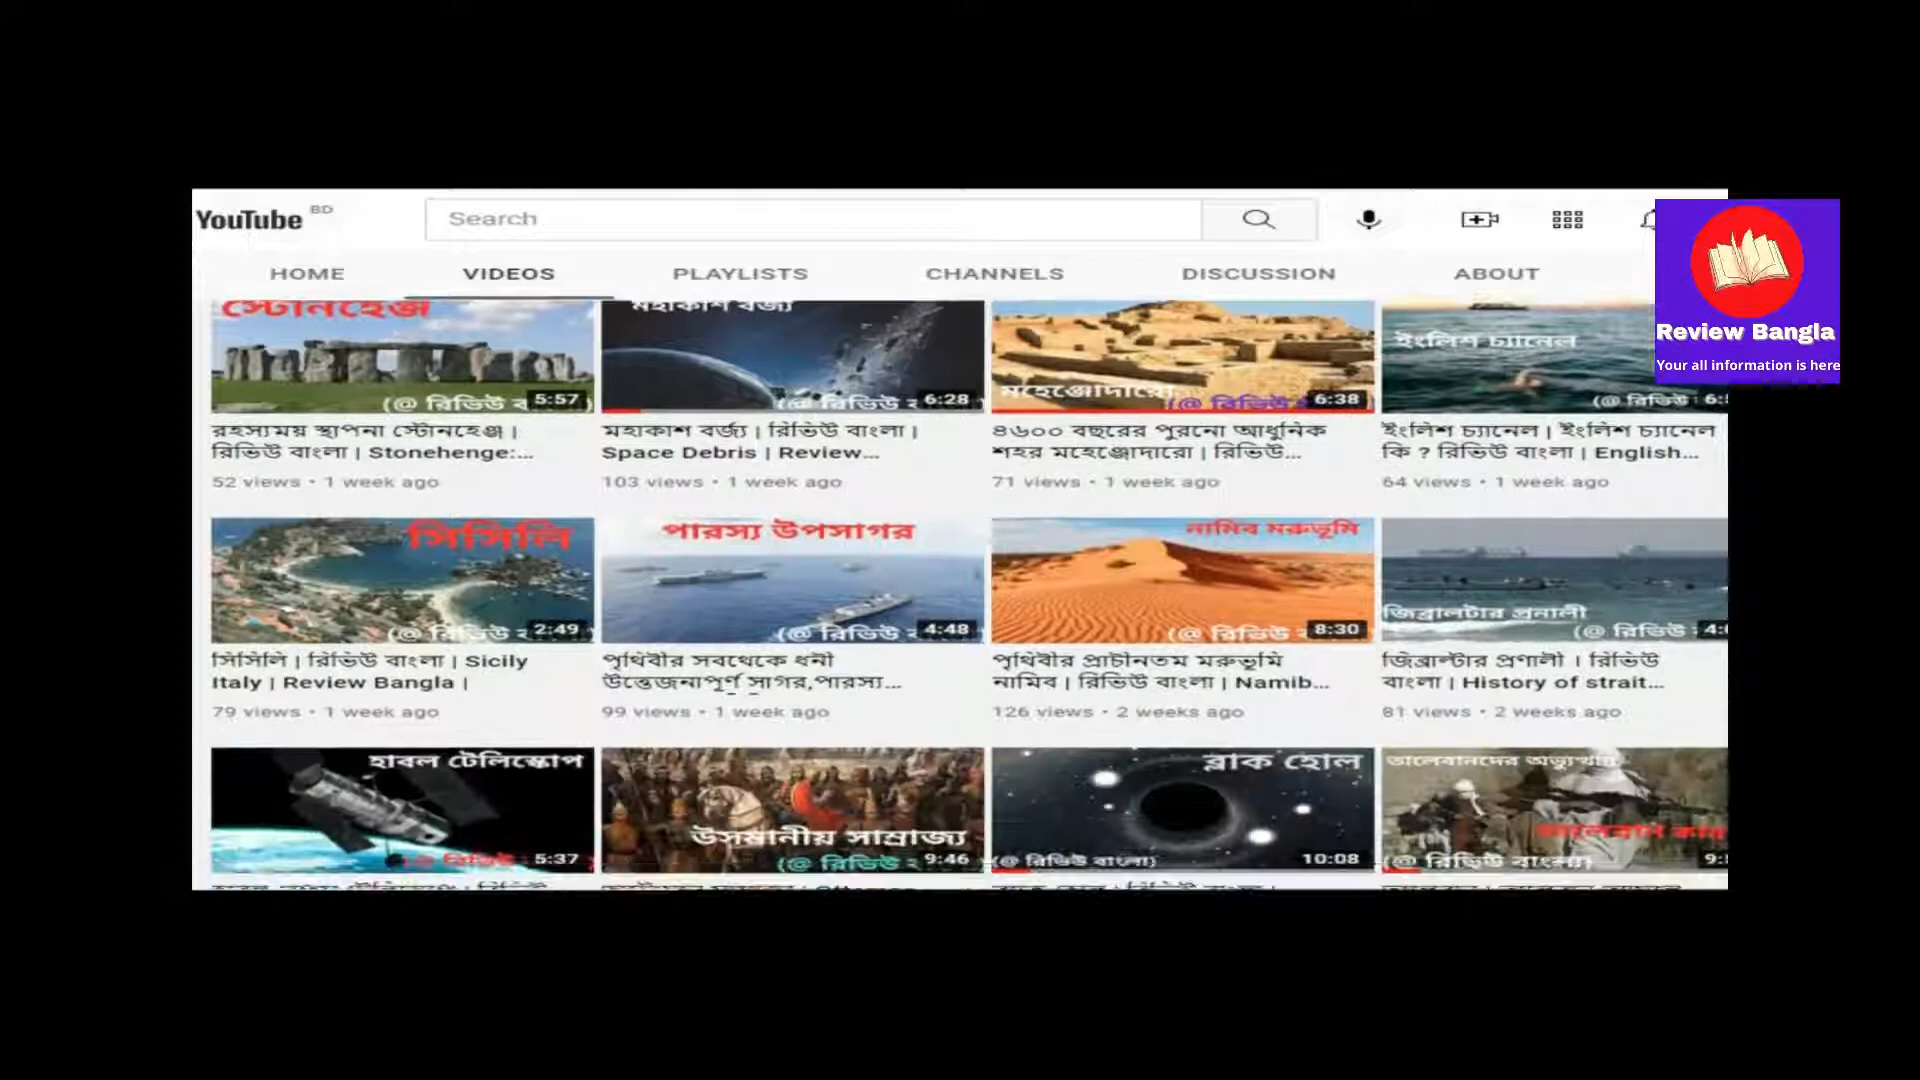 YouTube BD
Search
HOME VIDEOS PLAYLISTS CHANNELS DISCUSSION ABOUT
Review Bangla
Your all information is here
স্টোনহেঞ্জ
মহাকাশ বর্জ্য
মহেঞ্জোদারো
ইংলিশ চ্যানেল
(@ রিভিউ 5:57
(@ রিভিউ 6:28
(@ রিভিউ 6:38
(@ রিভিউ
রহস্যময় স্থাপনা স্টোনহেঞ্জ |
রিভিউ বাংলা | Stonehenge:...
52 views • 1 week ago
মহাকাশ বর্জ্য | রিভিউ বাংলা |
Space Debris | Review...
103 views • 1 week ago
৪৬০০ বছরের পুরনো আধুনিক
শহর মহেঞ্জোদারো | রিভিউ...
71 views • 1 week ago
ইংলিশ চ্যানেল | ইংলিশ চ্যানেল
কি ? রিভিউ বাংলা | English...
64 views • 1 week ago
সিসিলি
(@ রিভিউ 2:49
পারস্য উপসাগর
(@ রিভিউ 4:48
নামিব মরুভূমি
(@ রিভিউ 8:30
জিব্রালটার প্রনালী
(@ রিভিউ
সিসিলি | রিভিউ বাংলা | Sicily
Italy | Review Bangla |
79 views • 1 week ago
পৃথিবীর সবথেকে ধনী
উত্তেজনাপূর্ণ সাগর,পারস্য...
99 views • 1 week ago
পৃথিবীর প্রাচীনতম মরুভূমি
নামিব | রিভিউ বাংলা | Namib...
126 views • 2 weeks ago
জিব্রাল্টার প্রণালী । রিভিউ
বাংলা | History of strait...
81 views • 2 weeks ago
হাবল টেলিস্কোপ
5:37
উসমানীয় সাম্রাজ্য
(@ রিভিউ 9:46
ব্লাক হোল
(@ রিভিউ বাংলা) 10:08
তালেবানদের অভ্যুত্থান
(@ রিভিউ বাংলা)